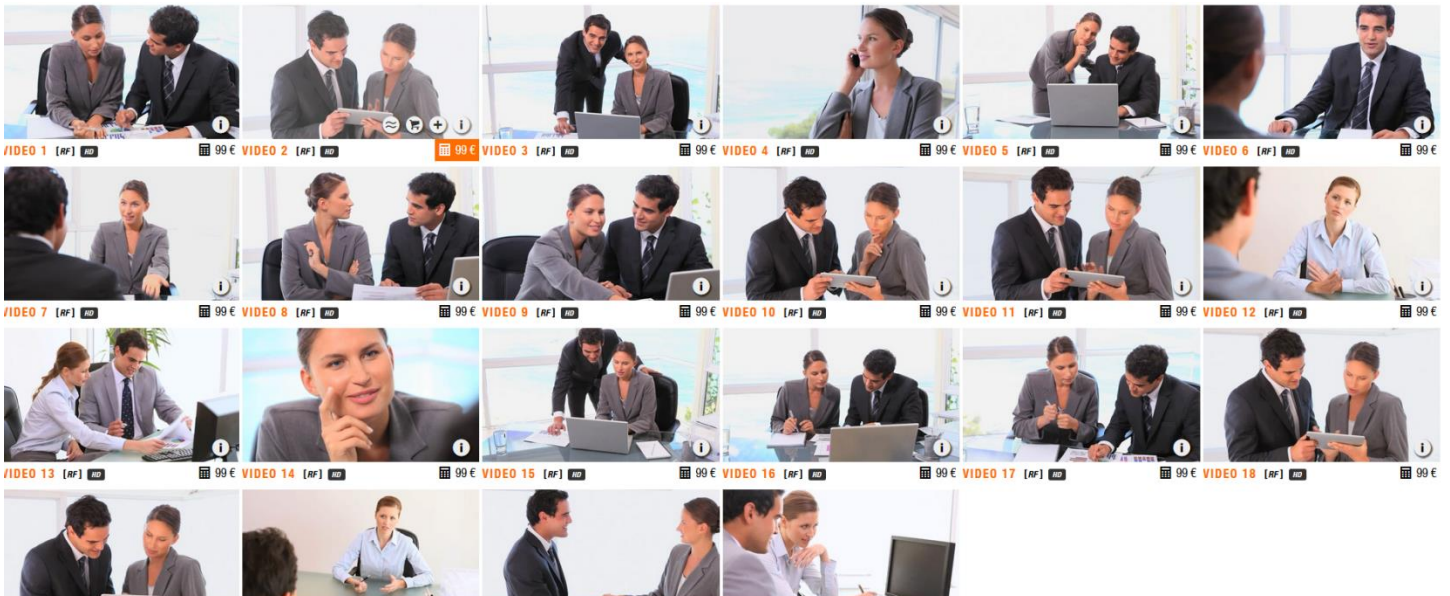 VIDEO 1 [RF] HD 99 € VIDEO 2 [RF] HD 99 € VIDEO 3 [RF] HD 99 € VIDEO 4 [RF] HD 99 € VIDEO 5 [RF] HD 99 € VIDEO 6 [RF] HD 99 €
VIDEO 7 [RF] HD 99 € VIDEO 8 [RF] HD 99 € VIDEO 9 [RF] HD 99 € VIDEO 10 [RF] HD 99 € VIDEO 11 [RF] HD 99 € VIDEO 12 [RF] HD 99 €
VIDEO 13 [RF] HD 99 € VIDEO 14 [RF] HD 99 € VIDEO 15 [RF] HD 99 € VIDEO 16 [RF] HD 99 € VIDEO 17 [RF] HD 99 € VIDEO 18 [RF] HD 99 €